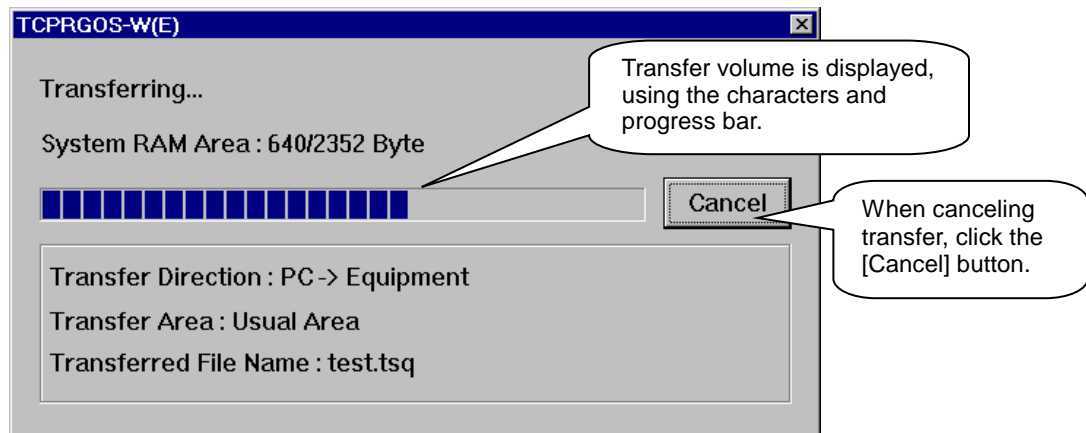 TCPRGOS-W(E)
Transferring...
Transfer volume is displayed,
using the characters and
progress bar.
System RAM Area : 640/2352 Byte
Cancel
When canceling
transfer, click the
[Cancel] button.
Transfer Direction : PC -> Equipment
Transfer Area : Usual Area
Transferred File Name : test.tsq